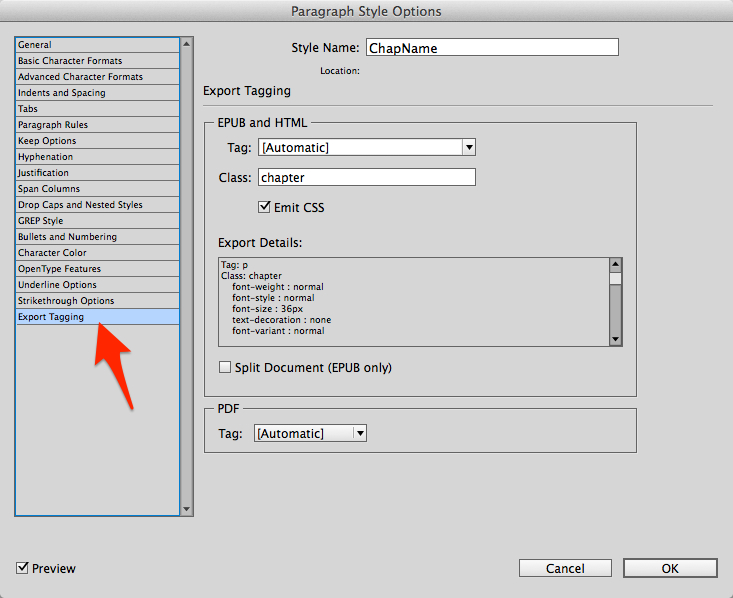 Paragraph Style Options
General
Basic Character Formats
Advanced Character Formats
Indents and Spacing
Tabs
Paragraph Rules
Keep Options
Hyphenation
Justification
Span Columns
Drop Caps and Nested Styles
GREP Style
Bullets and Numbering
Character Color
OpenType Features
Underline Options
Strikethrough Options
Export Tagging
Style Name: ChapName
Location:
Export Tagging
EPUB and HTML
Tag: [Automatic]
Class: chapter
Emit CSS
Export Details:
Tag: p
Class: chapter
font-weight : normal
font-style : normal
font-size : 36px
text-decoration : none
font-variant : normal
Split Document (EPUB only)
PDF
Tag: [Automatic]
Preview
Cancel
OK